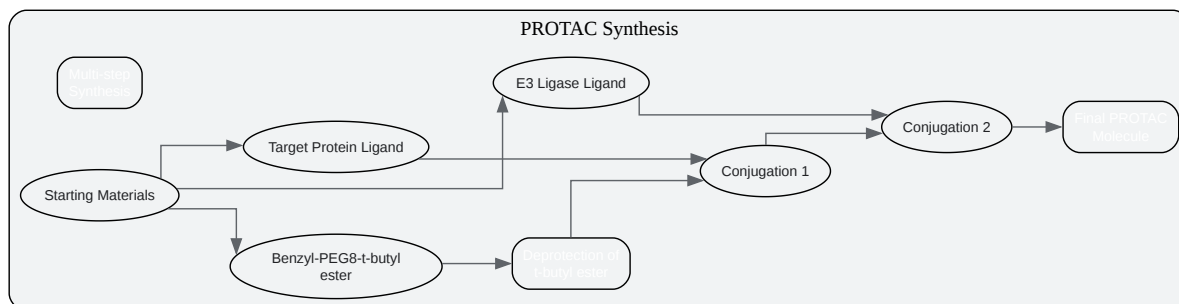 PROTAC Synthesis
Multi-step
Synthesis
E3 Ligase Ligand
Target Protein Ligand
Conjugation 2
Final PROTAC
Molecule
Conjugation 1
Starting Materials
Benzyl-PEG8-t-butyl
ester
Deprotection of
t-butyl ester